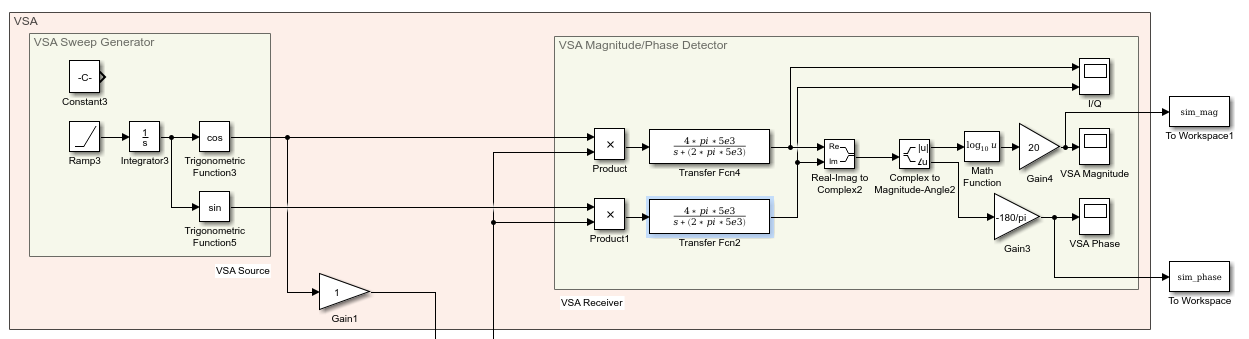 VSA
VSA Sweep Generator
-C-
Constant3
Ramp3
1
s
Integrator3
cos
Trigonometric
Function3
sin
Trigonometric
Function5
VSA Source
1
Gain1
VSA Magnitude/Phase Detector
×
Product
4 * pi * 5e3
s + (2 * pi * 5e3)
Transfer Fcn4
×
Product1
4 * pi * 5e3
s + (2 * pi * 5e3)
Transfer Fcn2
Re
Im
Real-Imag to
Complex2
|u|
∠u
Complex to
Magnitude-Angle2
log10 u
Math
Function
20
Gain4
I/Q
VSA Magnitude
-180/pi
Gain3
VSA Phase
VSA Receiver
sim_mag
To Workspace1
sim_phase
To Workspace